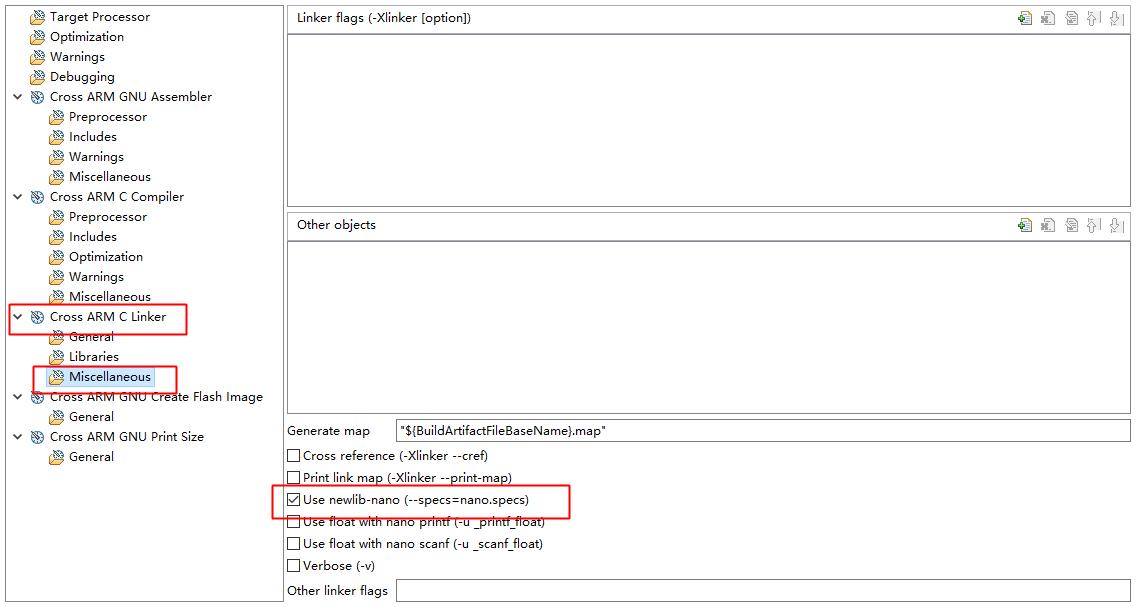 Target Processor
Optimization
Warnings
Debugging
Cross ARM GNU Assembler
Preprocessor
Includes
Warnings
Miscellaneous
Cross ARM C Compiler
Preprocessor
Includes
Optimization
Warnings
Miscellaneous
Cross ARM C Linker
General
Libraries
Miscellaneous
Cross ARM GNU Create Flash Image
General
Cross ARM GNU Print Size
General
Linker flags (-Xlinker [option])
Other objects
Generate map "${BuildArtifactFileBaseName}.map"
Cross reference (-Xlinker --cref)
Print link map (-Xlinker --print-map)
Use newlib-nano (--specs=nano.specs)
Use float with nano printf (-u _printf_float)
Use float with nano scanf (-u _scanf_float)
Verbose (-v)
Other linker flags